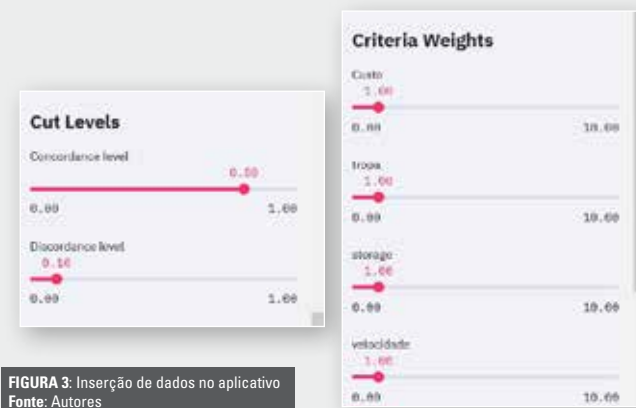 Cut Levels
Concordance level
0.80
0.00 1.00
Discordance level
0.10
0.00 1.00
Criteria Weights
Custo
1.00
0.00 10.00
tropa
1.00
0.00 10.00
storage
1.00
0.00 10.00
velocidade
1.00
0.00 10.00
FIGURA 3: Inserção de dados no aplicativo
Fonte: Autores